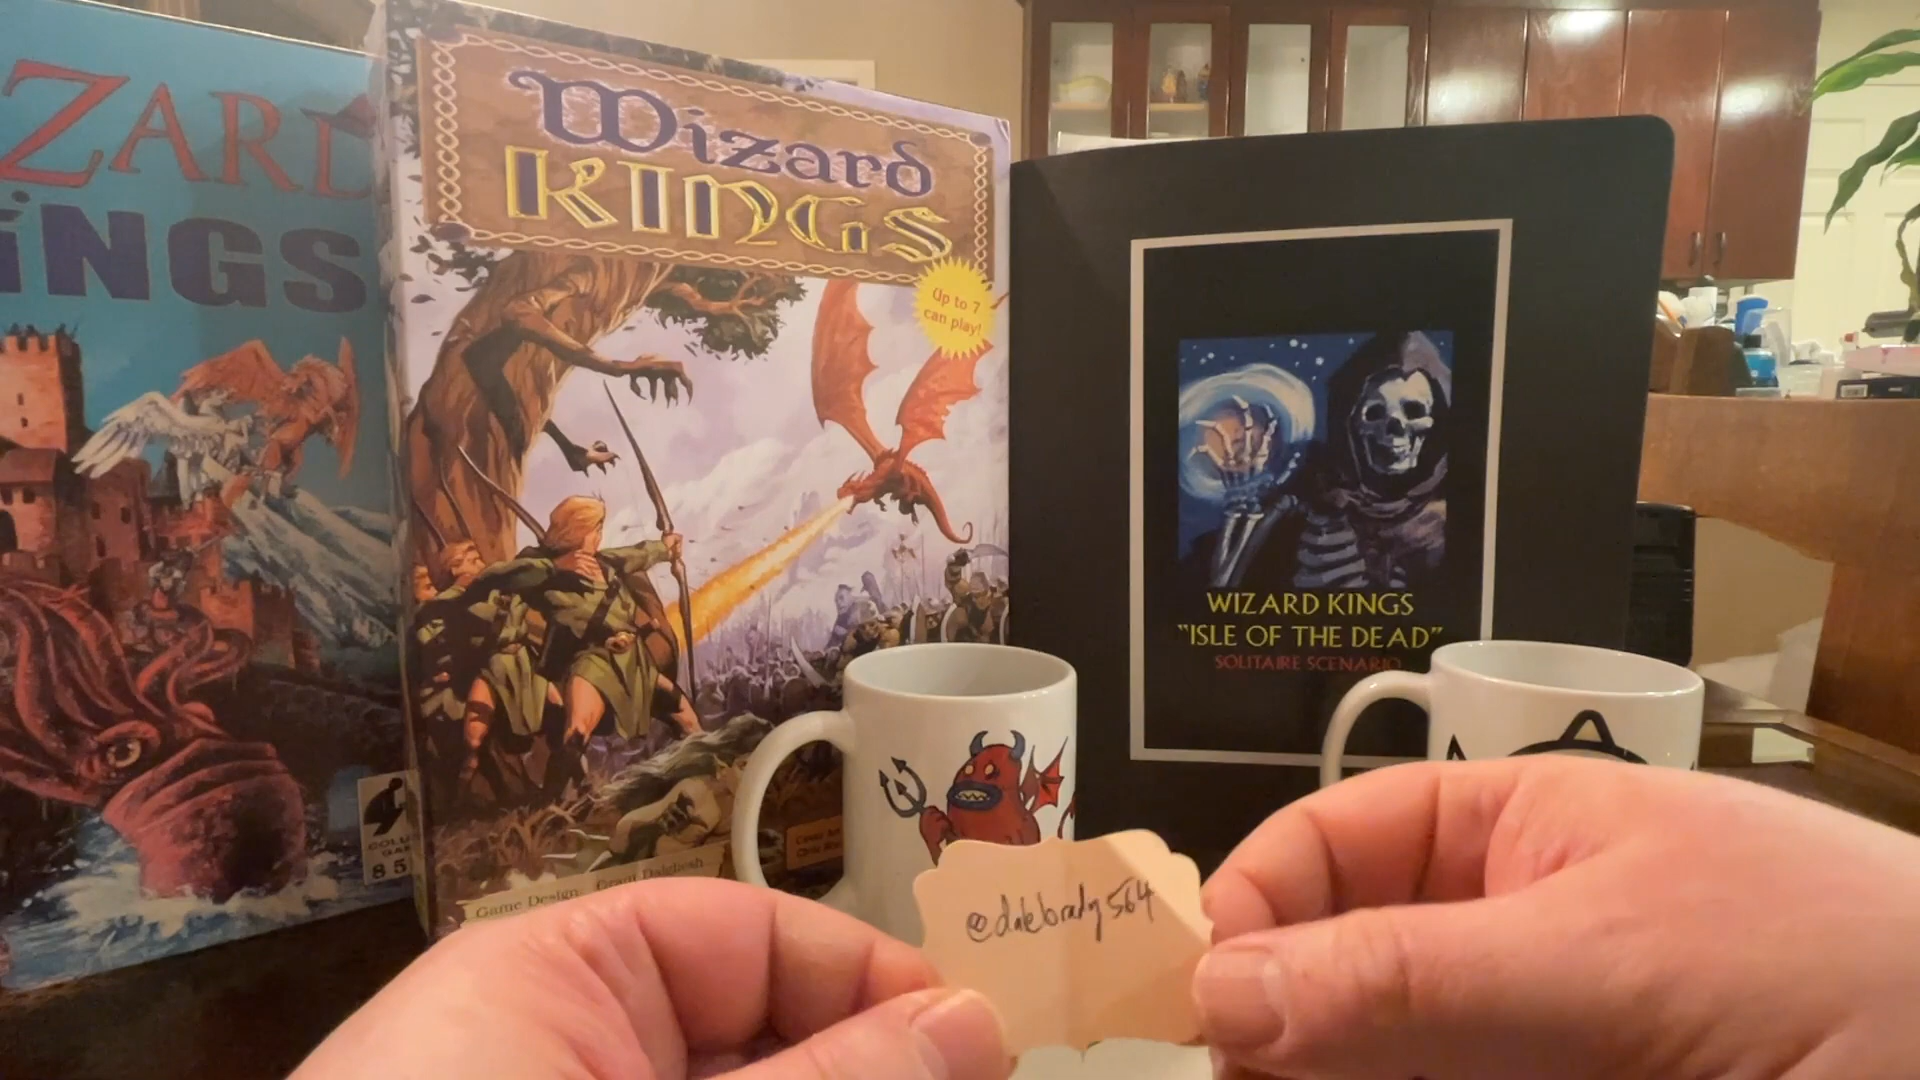 ZARD
INGS
Wizard
KINGS
Up to 7
can play!
Game Design Grant Dalgliesh
WIZARD KINGS
"ISLE OF THE DEAD"
SOLITAIRE SCENARIO
@dalebrady564